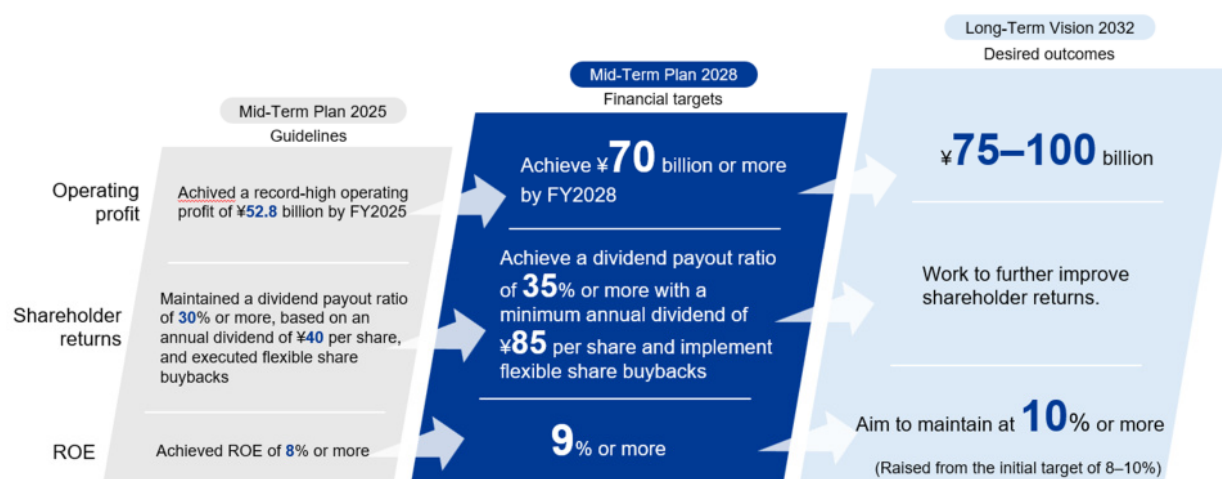 Long-Term Vision 2032
Desired outcomes
Mid-Term Plan 2028
Financial targets
Mid-Term Plan 2025
Guidelines
Operating
profit
Achived a record-high operating
profit of ¥52.8 billion by FY2025
Achieve ¥70 billion or more
by FY2028
¥75–100 billion
Shareholder
returns
Maintained a dividend payout ratio
of 30% or more, based on an
annual dividend of ¥40 per share,
and executed flexible share
buybacks
Achieve a dividend payout ratio
of 35% or more with a
minimum annual dividend of
¥85 per share and implement
flexible share buybacks
Work to further improve
shareholder returns.
ROE
Achieved ROE of 8% or more
9% or more
Aim to maintain at 10% or more
(Raised from the initial target of 8–10%)